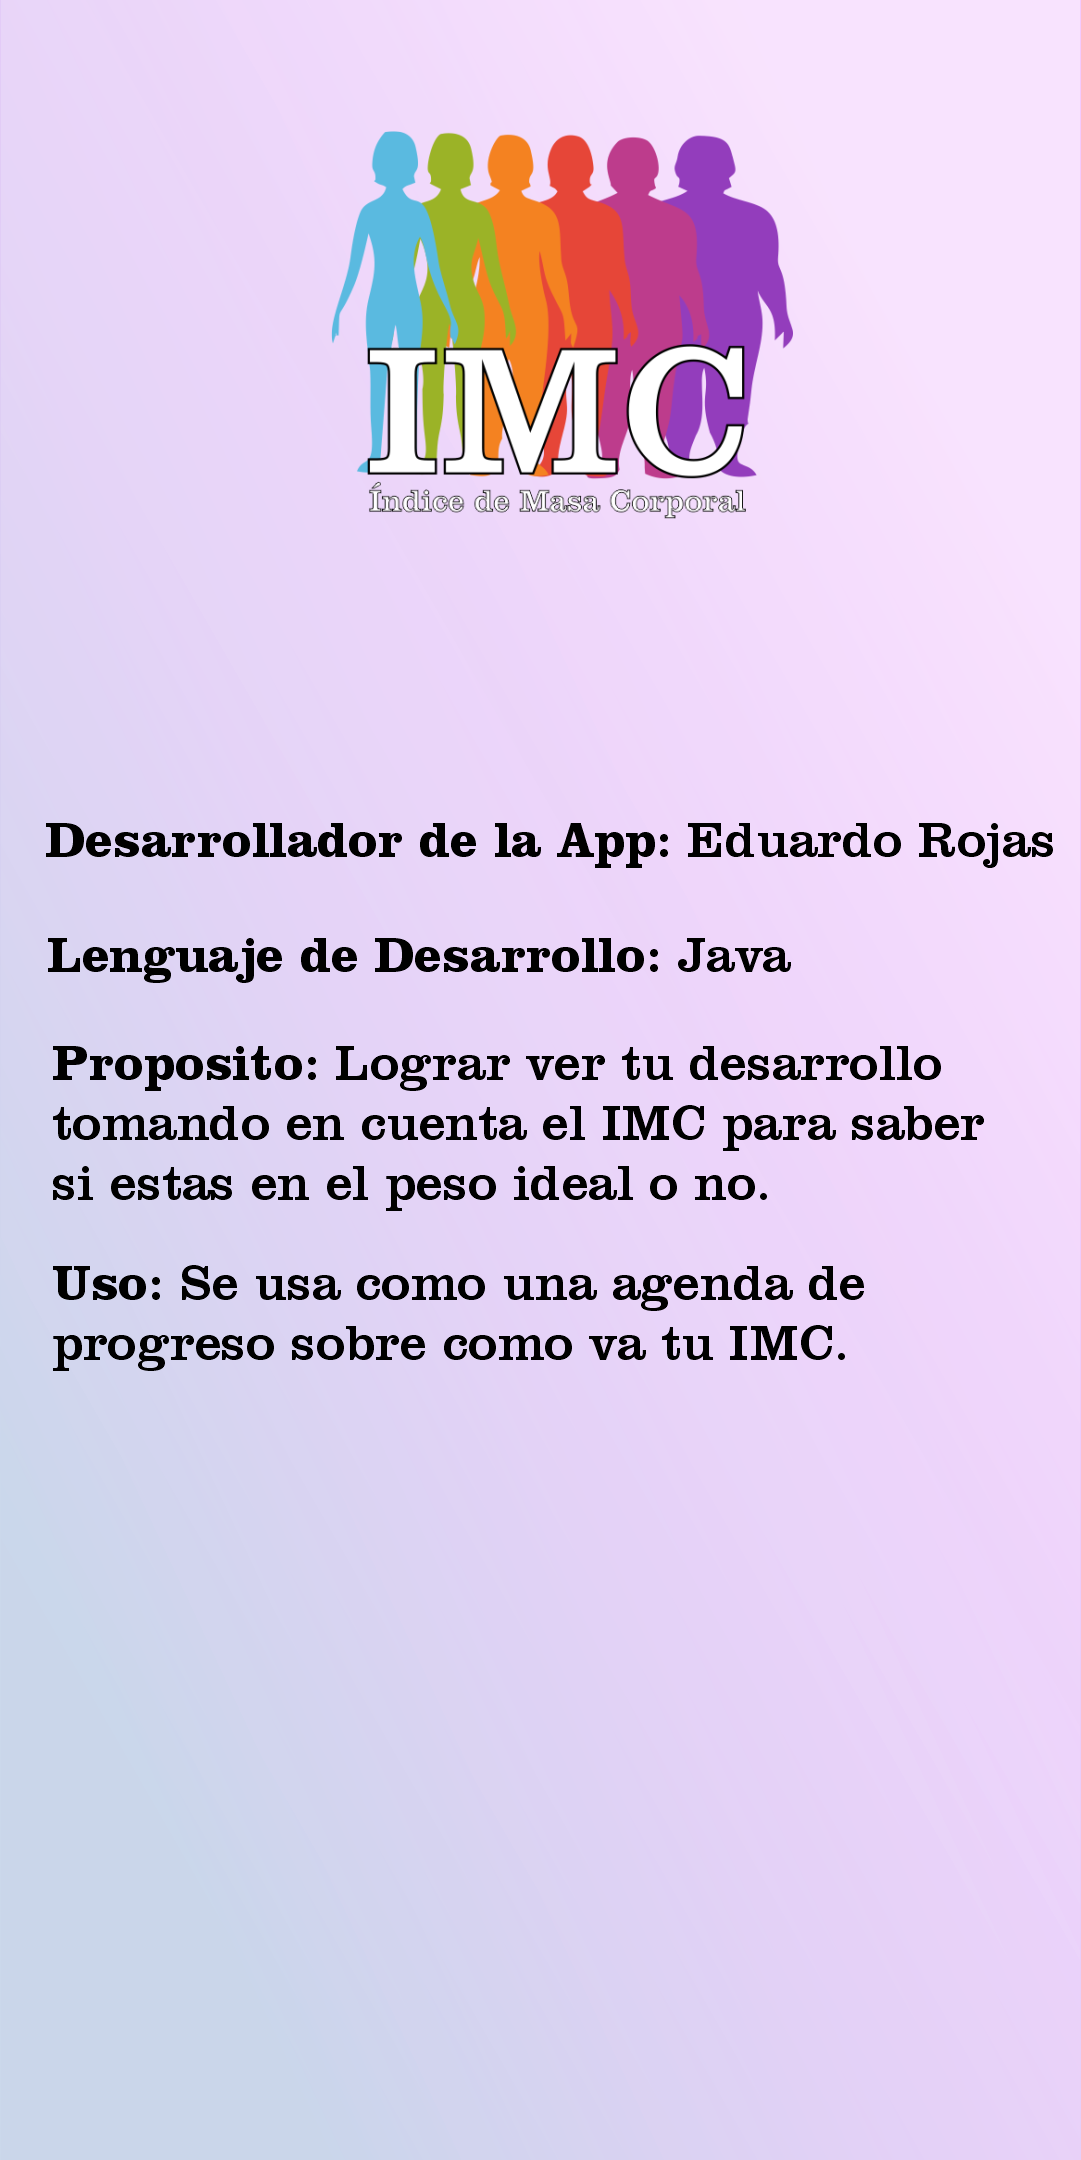 IMC
Índice de Masa Corporal
Desarrollador de la App: Eduardo Rojas
Lenguaje de Desarrollo: Java
Proposito: Lograr ver tu desarrollo
tomando en cuenta el IMC para saber
si estas en el peso ideal o no.
Uso: Se usa como una agenda de
progreso sobre como va tu IMC.